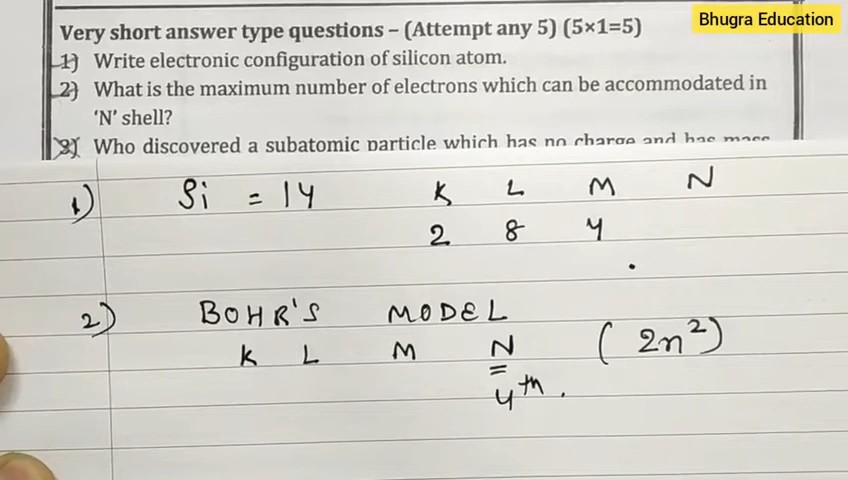 Bhugra Education
Very short answer type questions – (Attempt any 5) (5×1=5)
1) Write electronic configuration of silicon atom.
2) What is the maximum number of electrons which can be accommodated in
'N' shell?
3) Who discovered a subatomic particle which has no charge and has mass
1) Si = 14 K L M N
2 8 4
.
2) BOHR'S MODEL
K L M N (2n²)
4th.